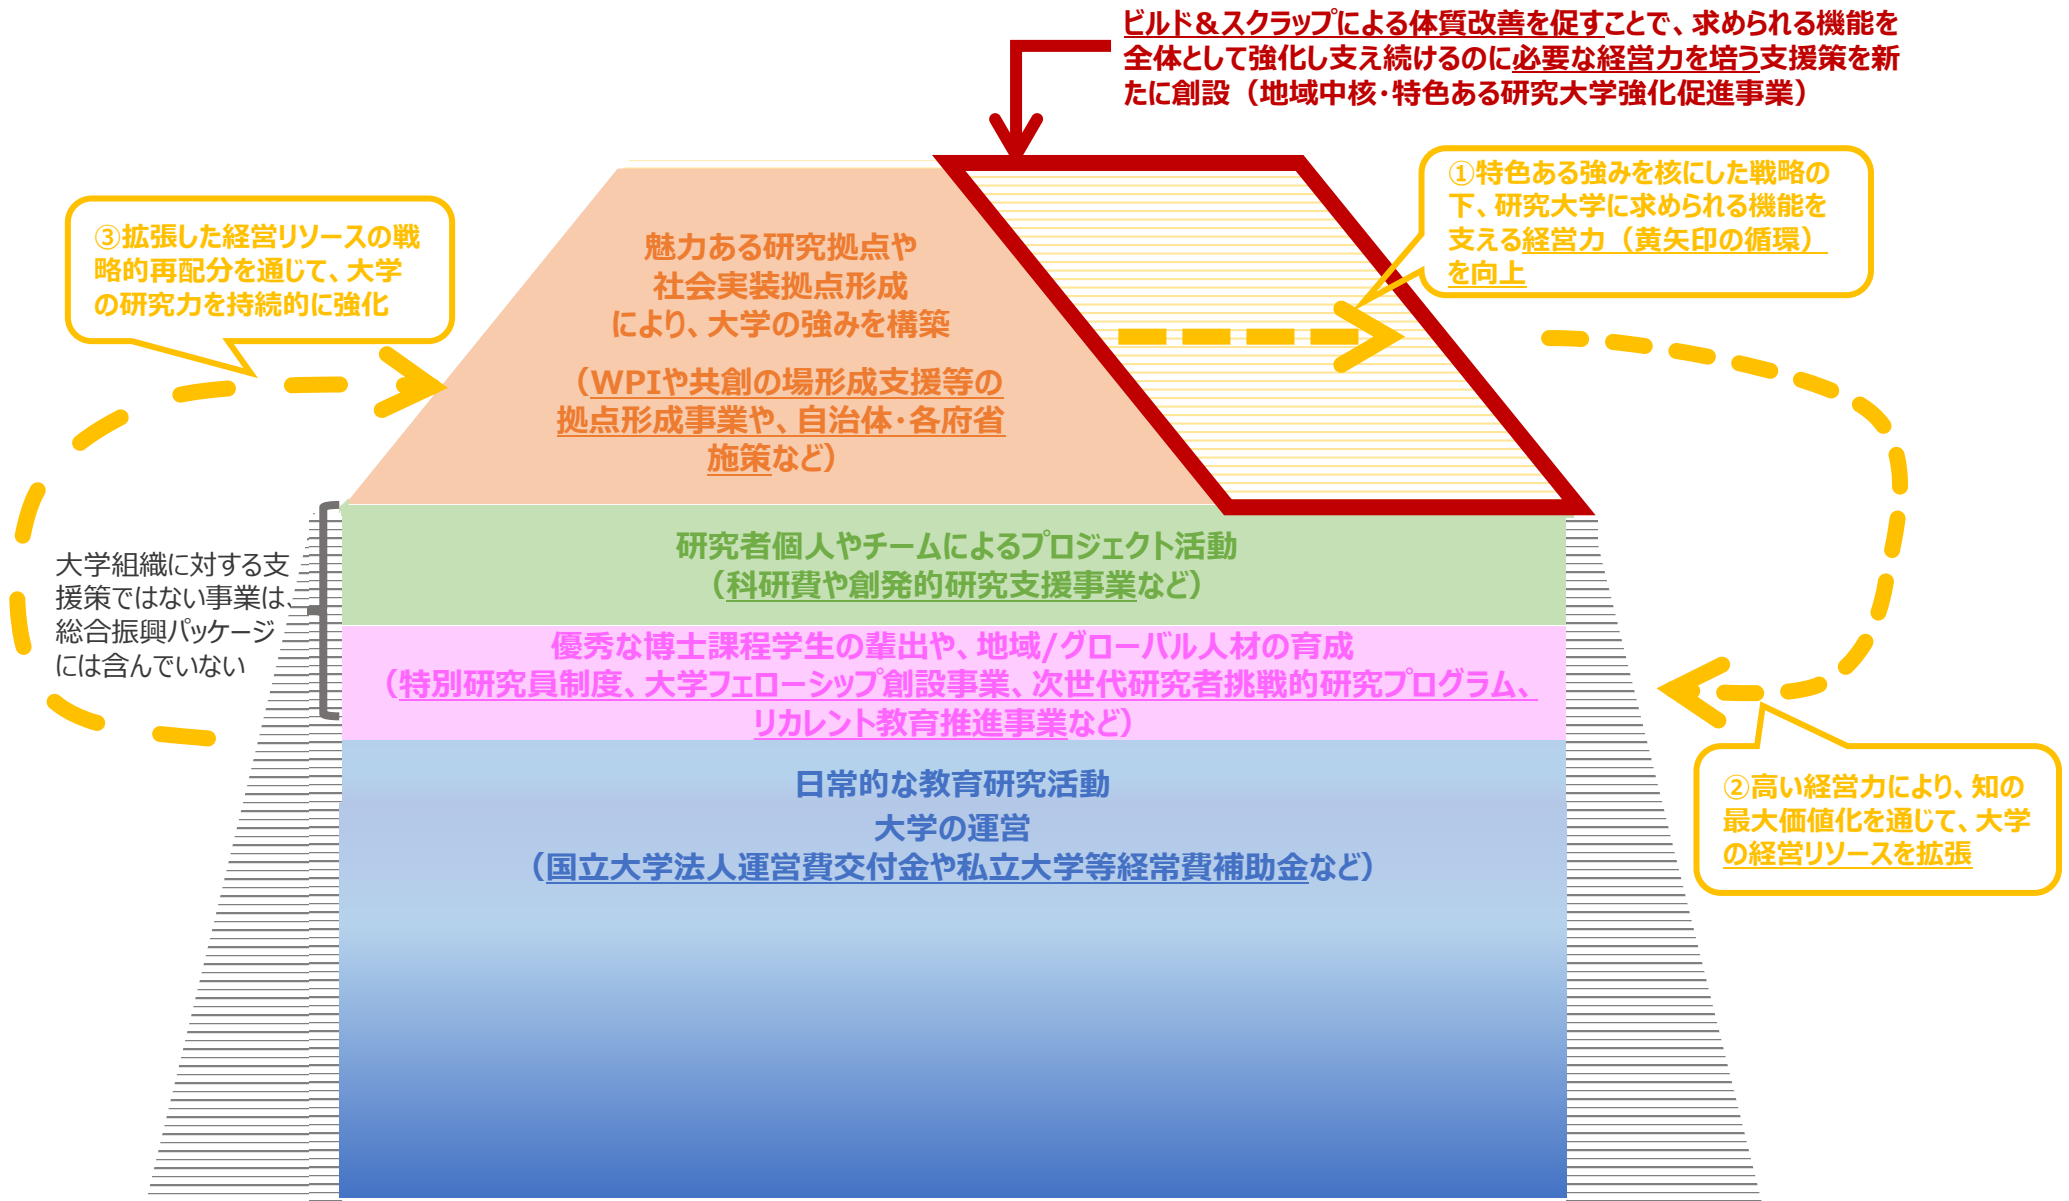 ビルド＆スクラップによる体質改善を促すことで、求められる機能を
全体として強化し支え続けるのに必要な経営力を培う支援策を新
たに創設（地域中核・特色ある研究大学強化促進事業）
①特色ある強みを核にした戦略の
下、研究大学に求められる機能を
支える経営力（黄矢印の循環）
を向上
③拡張した経営リソースの戦
略的再配分を通じて、大学
の研究力を持続的に強化
魅力ある研究拠点や
社会実装拠点形成
により、大学の強みを構築
（WPIや共創の場形成支援等の
拠点形成事業や、自治体・各府省
施策など）
大学組織に対する支
援策ではない事業は、
総合振興パッケージ
には含んでいない
研究者個人やチームによるプロジェクト活動
（科研費や創発的研究支援事業など）
優秀な博士課程学生の輩出や、地域/グローバル人材の育成
（特別研究員制度、大学フェローシップ創設事業、次世代研究者挑戦的研究プログラム、
リカレント教育推進事業など）
②高い経営力により、知の
最大価値化を通じて、大学
の経営リソースを拡張
日常的な教育研究活動
大学の運営
（国立大学法人運営費交付金や私立大学等経常費補助金など）